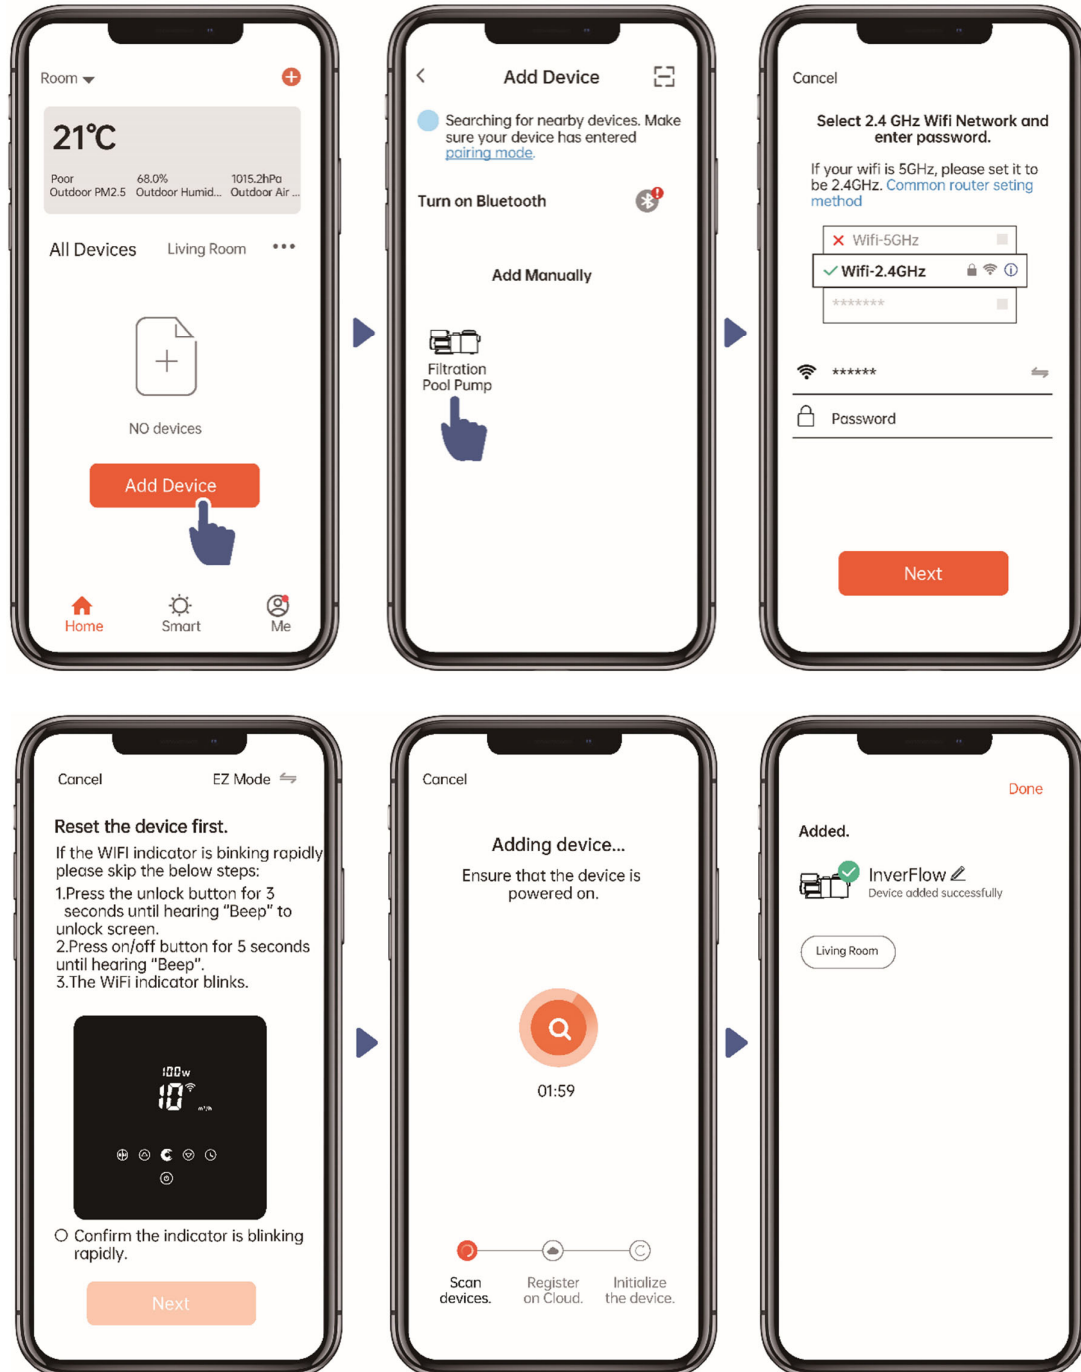 Room
21℃
Poor 68.0% 1015.2hPa
Outdoor PM2.5 Outdoor Humid... Outdoor Air ...
All Devices Living Room •••
NO devices
Add Device
Home Smart Me
Add Device
Searching for nearby devices. Make
sure your device has entered
pairing mode.
Turn on Bluetooth
Add Manually
Filtration
Pool Pump
Cancel
Select 2.4 GHz Wifi Network and
enter password.
If your wifi is 5GHz, please set it to
be 2.4GHz. Common router seting
method
Wifi-5GHz
Wifi-2.4GHz
*******
******
Password
Next
Cancel EZ Mode
Reset the device first.
If the WIFI indicator is binking rapidly
please skip the below steps:
1.Press the unlock button for 3
seconds until hearing “Beep” to
unlock screen.
2.Press on/off button for 5 seconds
until hearing “Beep”.
3.The WiFi indicator blinks.
100w
10
m³/h
Confirm the indicator is blinking
rapidly.
Next
Cancel
Adding device...
Ensure that the device is
powered on.
01:59
Scan Register Initialize
devices. on Cloud. the device.
Done
Added.
InverFlow
Device added successfully
Living Room